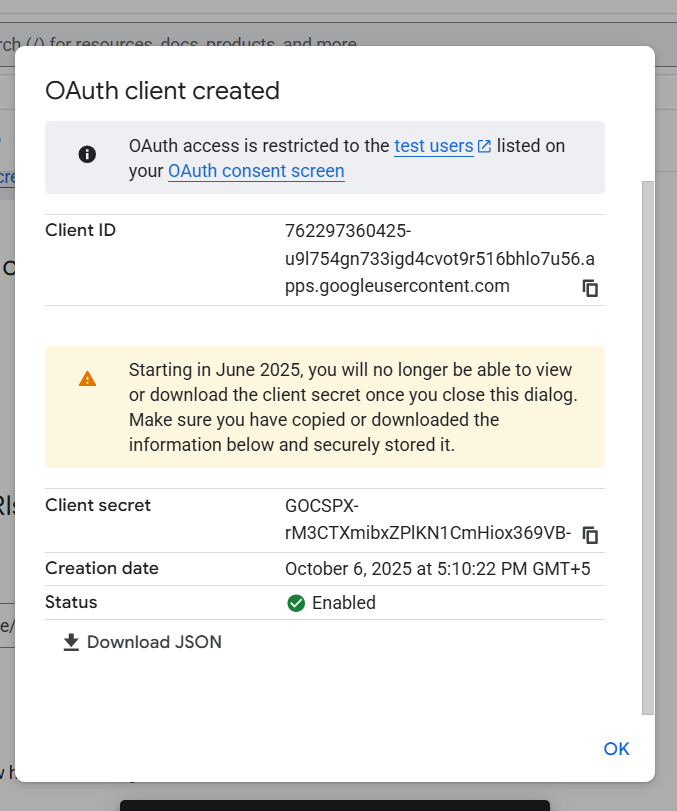 rch (/) for resources, docs, products, and more
OAuth client created
OAuth access is restricted to the test users listed on
your OAuth consent screen
Client ID
762297360425-
u9l754gn733igd4cvot9r516bhlo7u56.a
pps.googleusercontent.com
Starting in June 2025, you will no longer be able to view
or download the client secret once you close this dialog.
Make sure you have copied or downloaded the
information below and securely stored it.
Client secret
GOCSPX-
rM3CTXmibxZPlKN1CmHiox369VB-
Creation date
October 6, 2025 at 5:10:22 PM GMT+5
Status
Enabled
Download JSON
OK